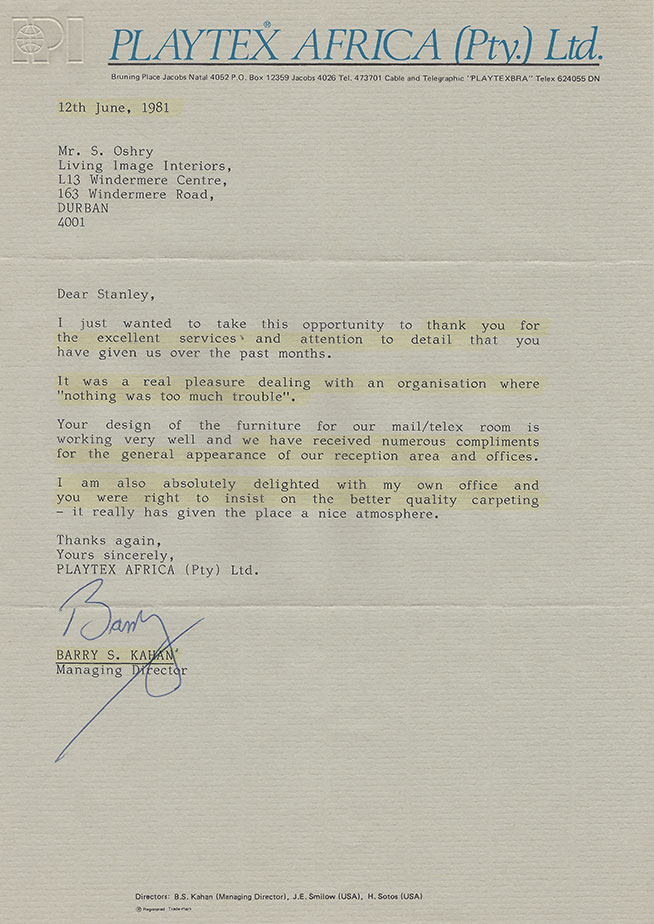 IPI
PLAYTEX® AFRICA (Pty.) Ltd.
Bruning Place Jacobs Natal 4052 P.O. Box 12359 Jacobs 4026 Tel. 473701 Cable and Telegraphic "PLAYTEXBRA" Telex 624055 DN
12th June, 1981
Mr. S. Oshry
Living Image Interiors,
L13 Windermere Centre,
163 Windermere Road,
DURBAN
4001
Dear Stanley,
I just wanted to take this opportunity to thank you for
the excellent services and attention to detail that you
have given us over the past months.
It was a real pleasure dealing with an organisation where
"nothing was too much trouble".
Your design of the furniture for our mail/telex room is
working very well and we have received numerous compliments
for the general appearance of our reception area and offices.
I am also absolutely delighted with my own office and
you were right to insist on the better quality carpeting
- it really has given the place a nice atmosphere.
Thanks again,
Yours sincerely,
PLAYTEX AFRICA (Pty) Ltd.
Barry
BARRY S. KAHAN
Managing Director
Directors: B.S. Kahan (Managing Director), J.E. Smilow (USA), H. Sotos (USA)
® Registered Trade Mark